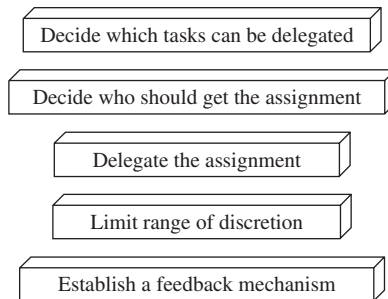 Decide which tasks can be delegated
Decide who should get the assignment
Delegate the assignment
Limit range of discretion
Establish a feedback mechanism